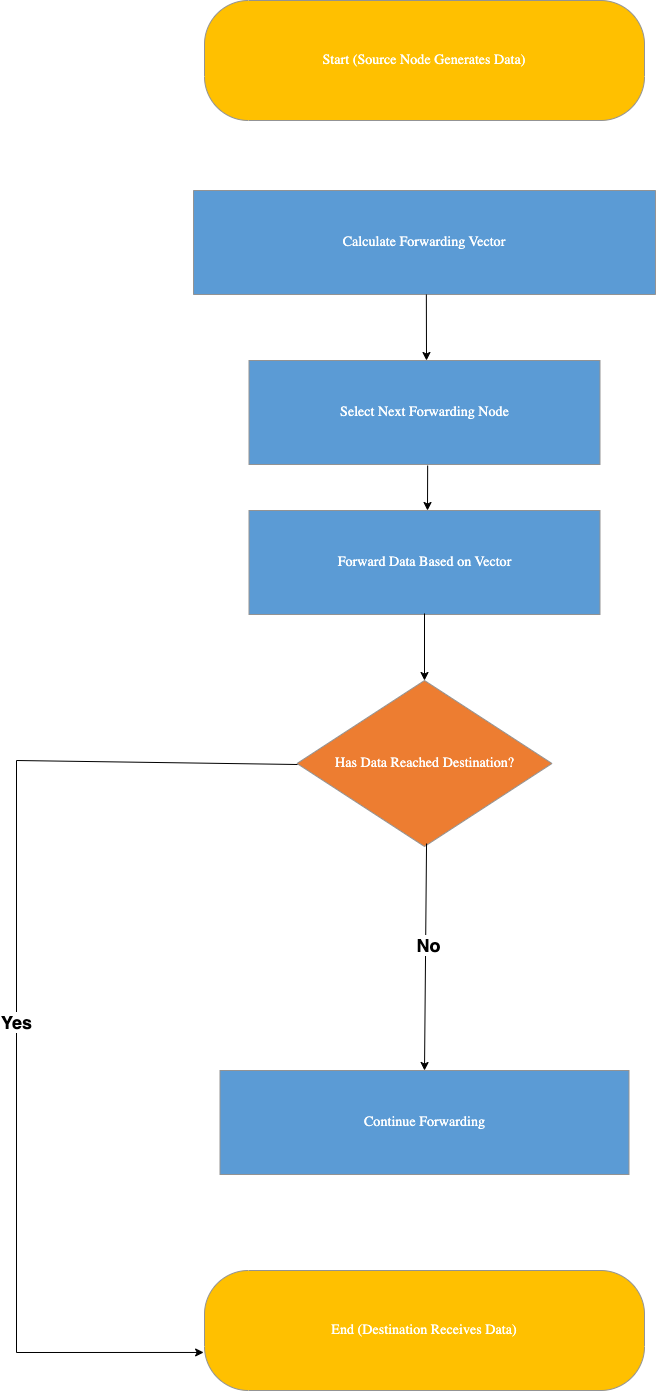 Start (Source Node Generates Data)
Calculate Forwarding Vector
Select Next Forwarding Node
Forward Data Based on Vector
Has Data Reached Destination?
No
Yes
Continue Forwarding
End (Destination Receives Data)